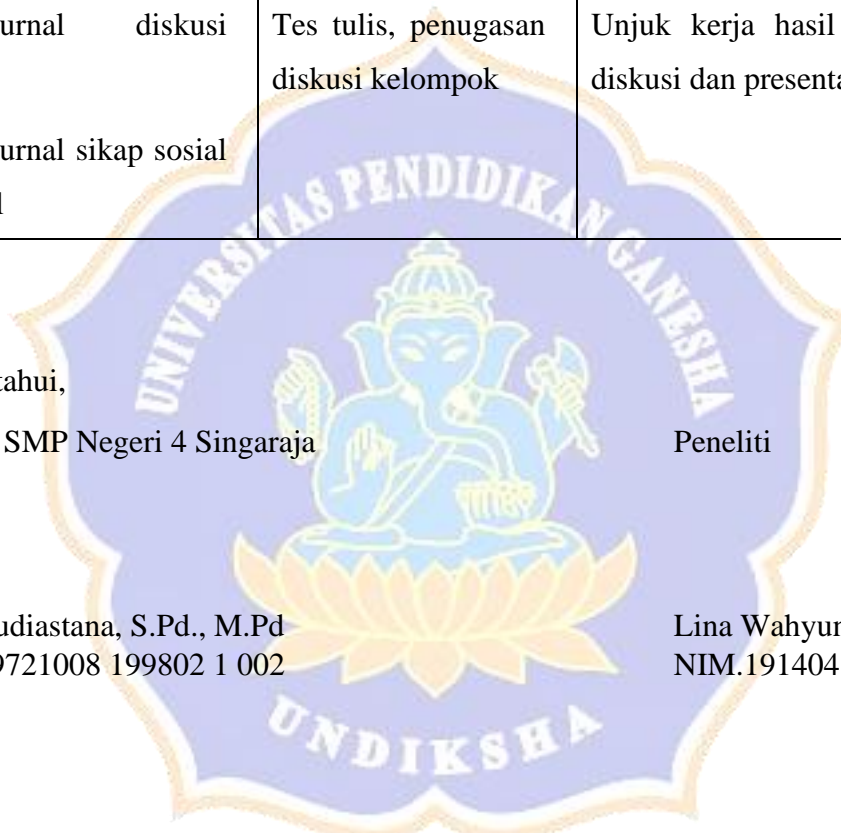 urnal diskusi
urnal sikap sosial
l
Tes tulis, penugasan
diskusi kelompok
Unjuk kerja hasil
diskusi dan presenta
UNIVERSITAS PENDIDIKAN GANESHA
UNDIKSHA
tahui,
SMP Negeri 4 Singaraja
Peneliti
udiastana, S.Pd., M.Pd
9721008 199802 1 002
Lina Wahyun
NIM.191404